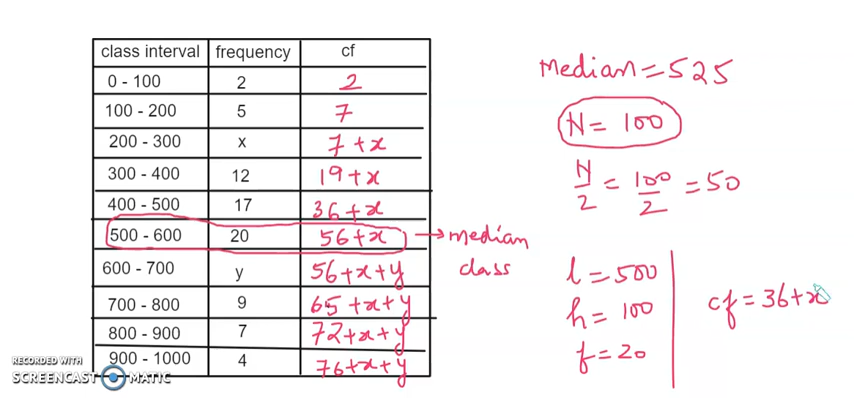 class interval frequency cf
0 - 100 2 2
100 - 200 5 7
200 - 300 x 7 + x
300 - 400 12 19 + x
400 - 500 17 36 + x
500 - 600 20 56 + x → median class
600 - 700 y 56 + x + y
700 - 800 9 65 + x + y
800 - 900 7 72 + x + y
900 - 1000 4 76 + x + y
median = 525
N = 100
N/2 = 100/2 = 50
l = 500
h = 100
f = 20
cf = 36 + x
RECORDED WITH
SCREENCAST MATIC